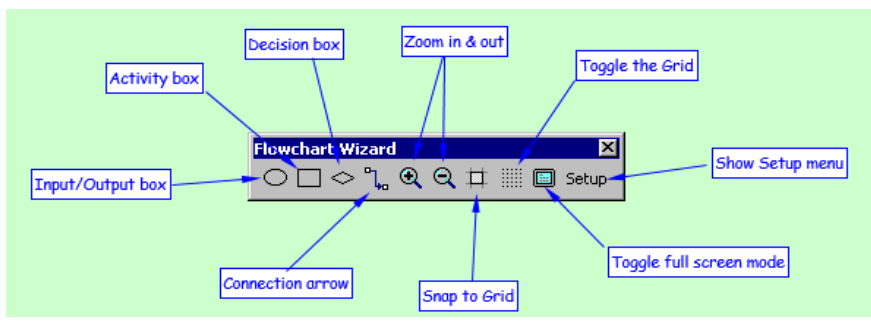 Decision box
Zoom in & out
Toggle the Grid
Activity box
Flowchart Wizard
Input/Output box
Setup
Show Setup menu
Connection arrow
Snap to Grid
Toggle full screen mode